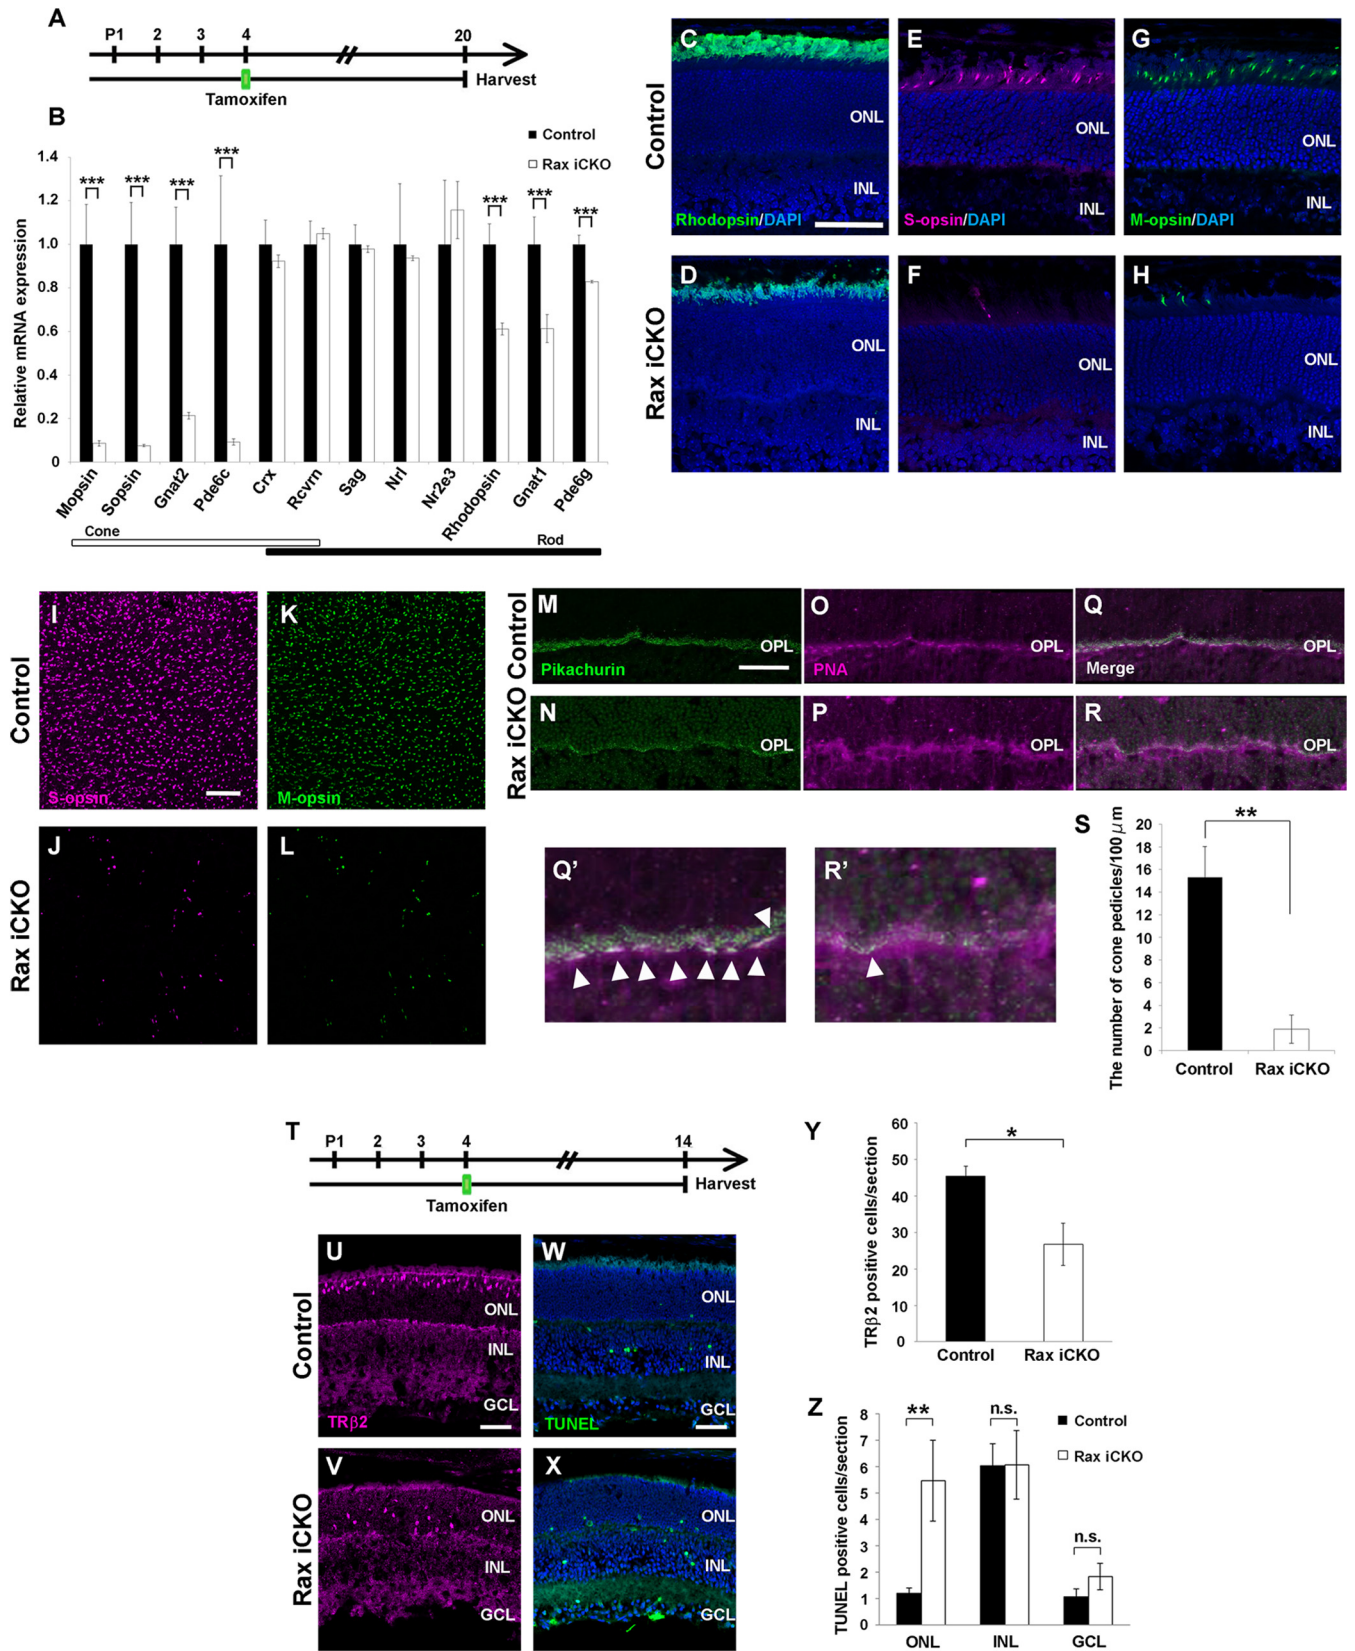 A
P1 2 3 4 20
Tamoxifen
Harvest
B
Control
Rax iCKO
Relative mRNA expression
1.4
1.2
1.0
0.8
0.6
0.4
0.2
0
*** *** *** *** *** *** ***
Mopsin Sopsin Gnat2 Pde6c Crx Rcvrn Sag Nrl Nr2e3 Rhodopsin Gnat1 Pde6g
Cone
Rod
Control
C
ONL
INL
Rhodopsin/DAPI
E
ONL
INL
S-opsin/DAPI
G
ONL
INL
M-opsin/DAPI
Rax iCKO
D
ONL
INL
F
ONL
INL
H
ONL
INL
Control
I
S-opsin
K
M-opsin
Rax iCKO
J
L
Control
M
OPL
Pikachurin
O
OPL
PNA
Q
OPL
Merge
Rax iCKO
N
OPL
P
OPL
R
OPL
Q’
R’
S
The number of cone pedicles/100 μm
20
18
16
14
12
10
8
6
4
2
0
**
Control Rax iCKO
T
P1 2 3 4 14
Tamoxifen
Harvest
Control
U
ONL
INL
GCL
TRβ2
W
ONL
INL
GCL
TUNEL
Rax iCKO
V
ONL
INL
GCL
X
ONL
INL
GCL
Y
TRβ2 positive cells/section
60
50
40
30
20
10
0
*
Control Rax iCKO
Z
TUNEL positive cells/section
8
7
6
5
4
3
2
1
0
** n.s. n.s.
Control
Rax iCKO
ONL INL GCL